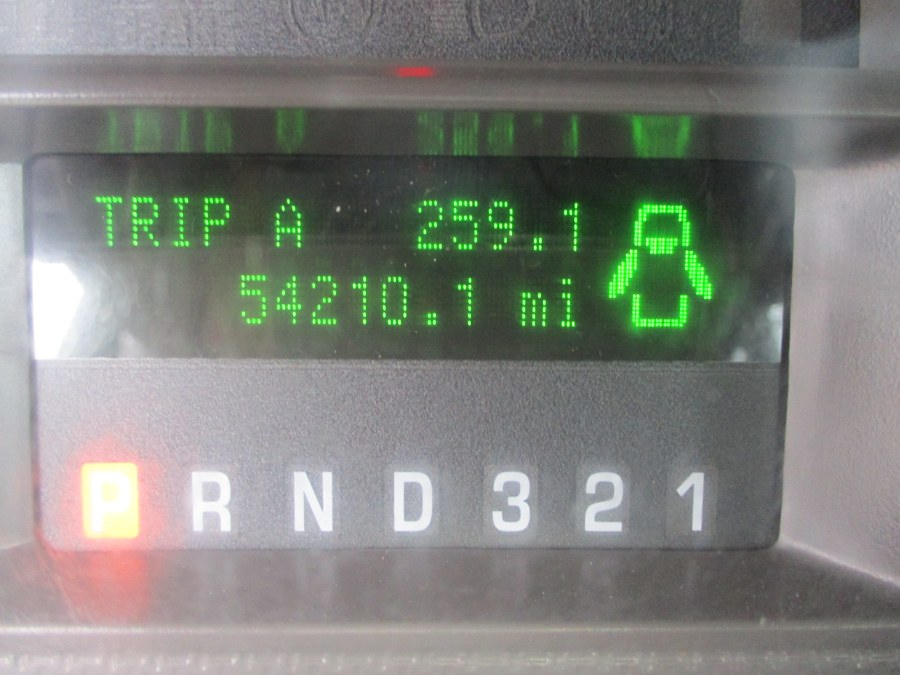 TRIP A 259.1
54210.1 mi
P R N D 3 2 1